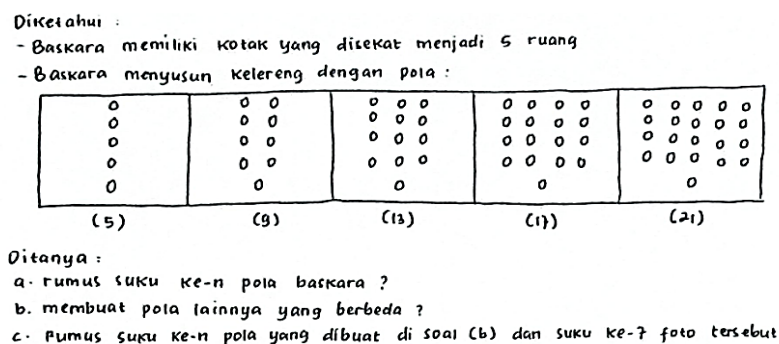 Diketahui :
- Baskara memiliki kotak yang disekat menjadi 5 ruang
- Baskara menyusun kelereng dengan pola :
(5) (9) (13) (17) (21)
Ditanya :
a. rumus suku ke-n pola baskara ?
b. membuat pola lainnya yang berbeda ?
c. Rumus suku ke-n pola yang dibuat di soal (b) dan suku ke-7 foto tersebut